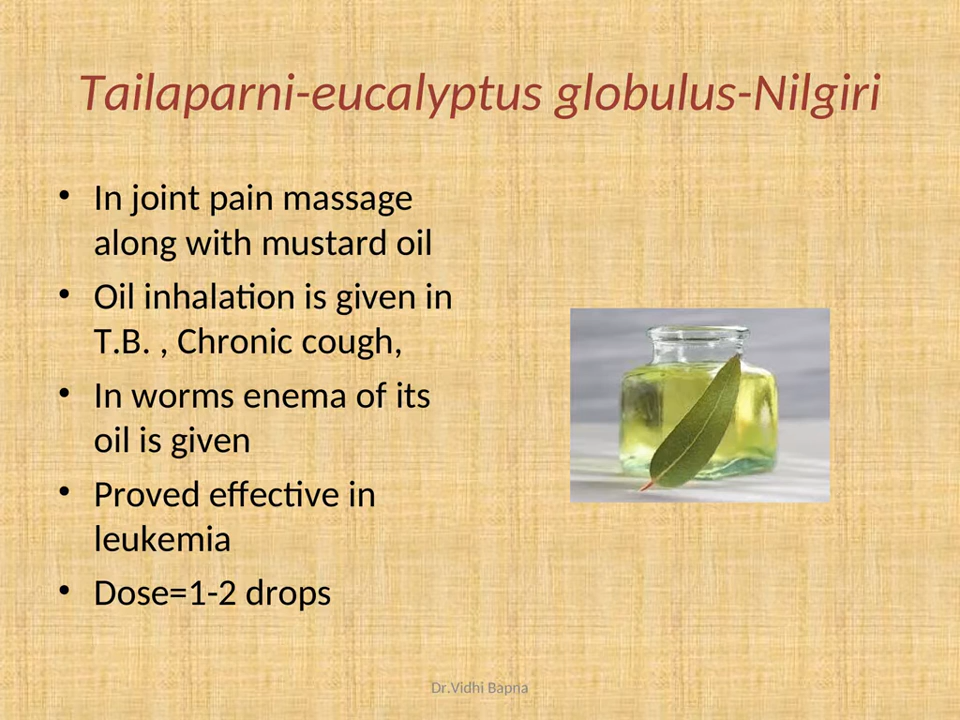 Tailaparni-eucalyptus globulus-Nilgiri
• In joint pain massage
along with mustard oil
• Oil inhalation is given in
T.B. , Chronic cough,
• In worms enema of its
oil is given
• Proved effective in
leukemia
• Dose=1-2 drops
Dr.Vidhi Bapna